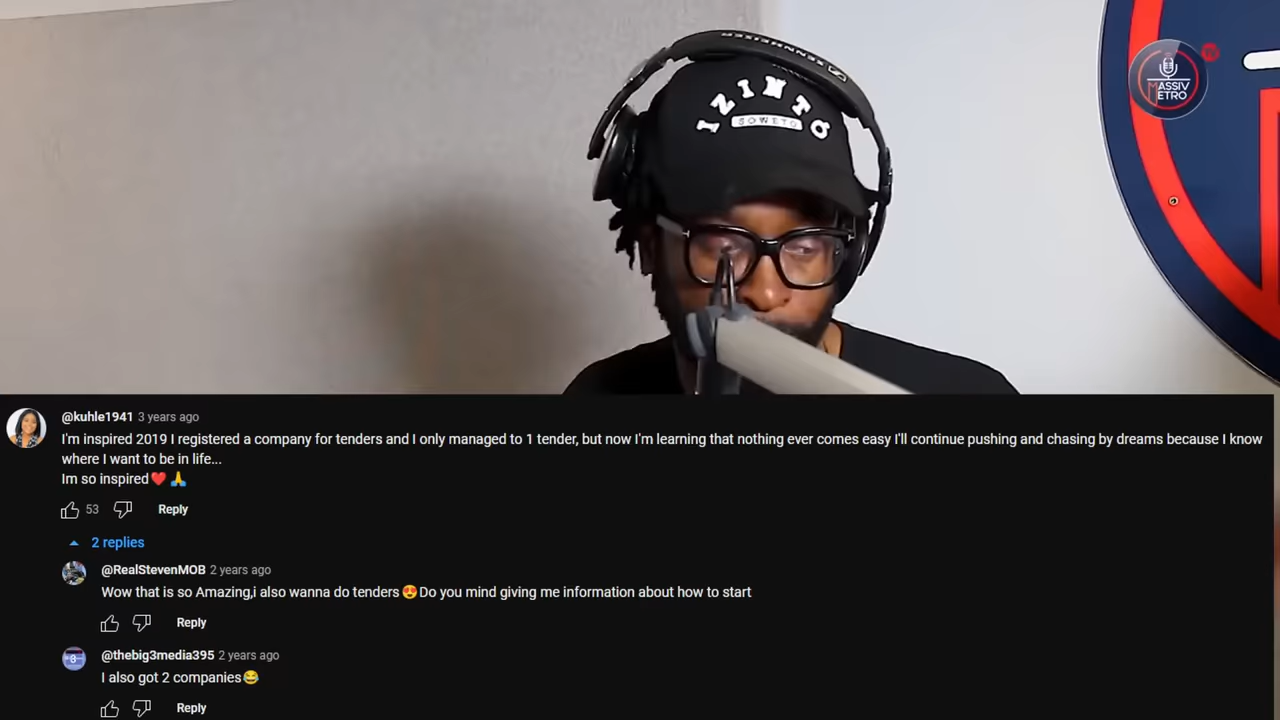 SENNHEISER
IZINTO
SOWETO
TV
MASSIV
METRO
@kuhle1941 3 years ago
I'm inspired 2019 I registered a company for tenders and I only managed to 1 tender, but now I'm learning that nothing ever comes easy I'll continue pushing and chasing by dreams because I know
where I want to be in life...
Im so inspired❤️🙏
53 Reply
2 replies
@RealStevenMOB 2 years ago
Wow that is so Amazing,i also wanna do tenders 😍Do you mind giving me information about how to start
Reply
@thebig3media395 2 years ago
I also got 2 companies😂
Reply